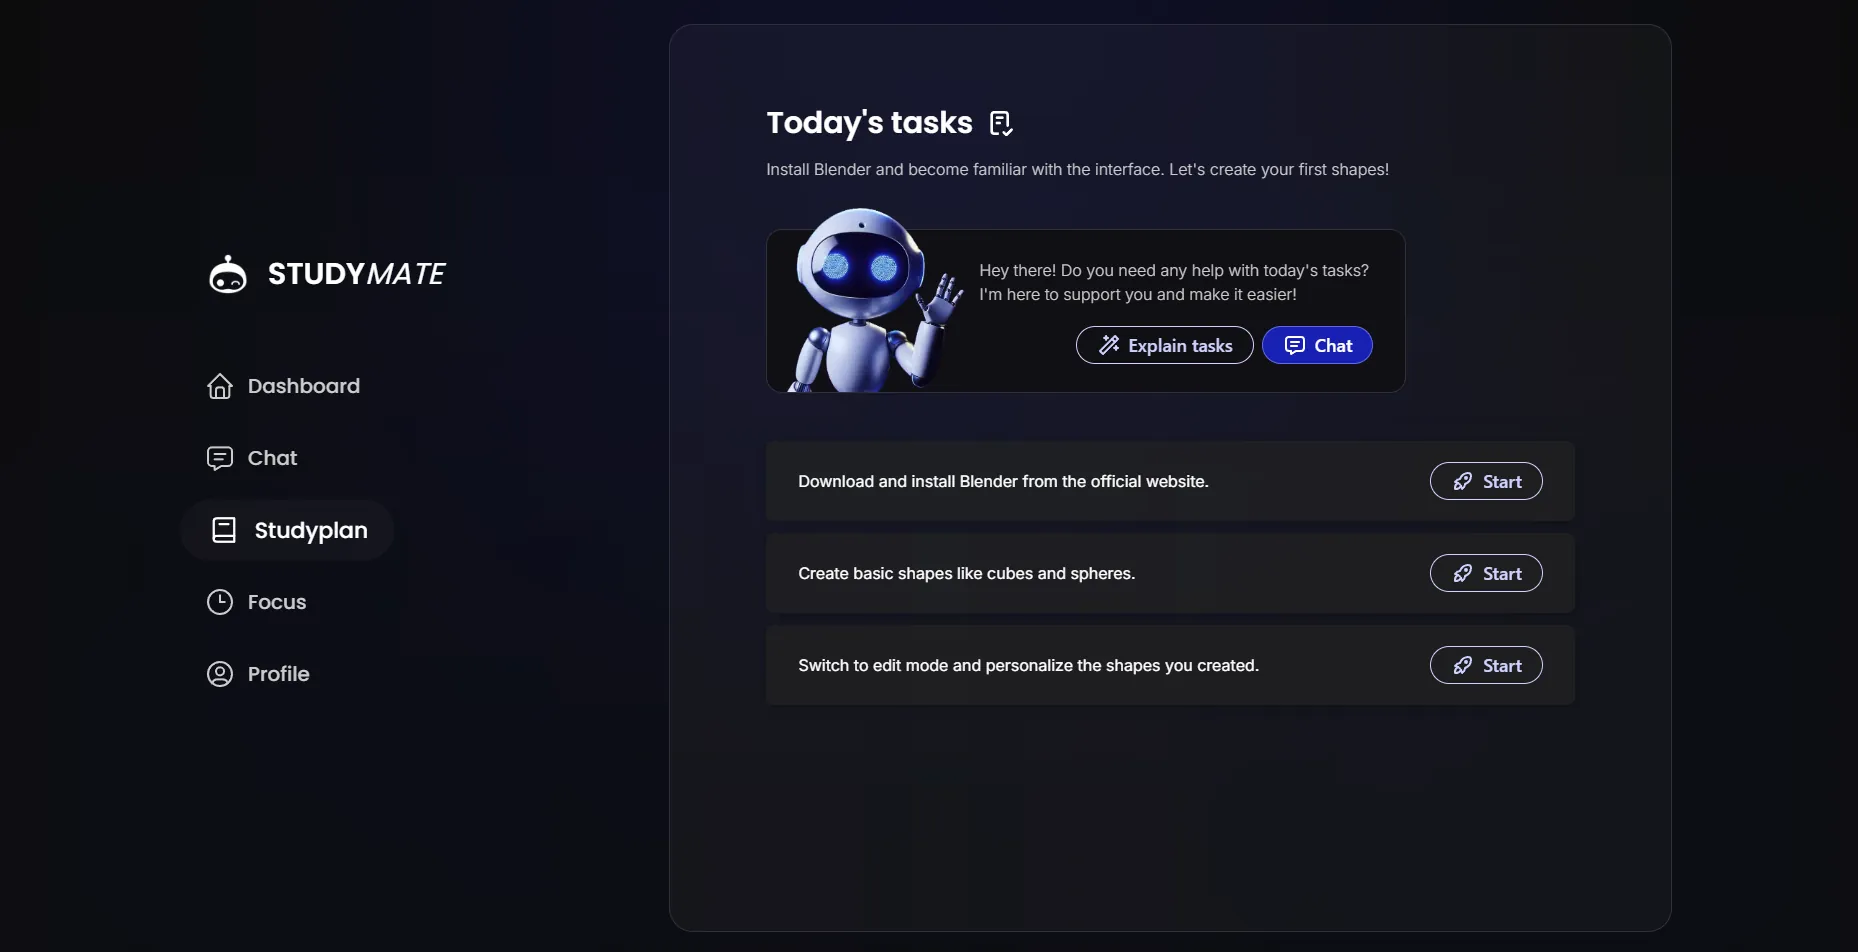 STUDYMATE
Dashboard
Chat
Studyplan
Focus
Profile
Today's tasks
Install Blender and become familiar with the interface. Let's create your first shapes!
Hey there! Do you need any help with today's tasks?
I'm here to support you and make it easier!
Explain tasks
Chat
Download and install Blender from the official website.
Start
Create basic shapes like cubes and spheres.
Start
Switch to edit mode and personalize the shapes you created.
Start